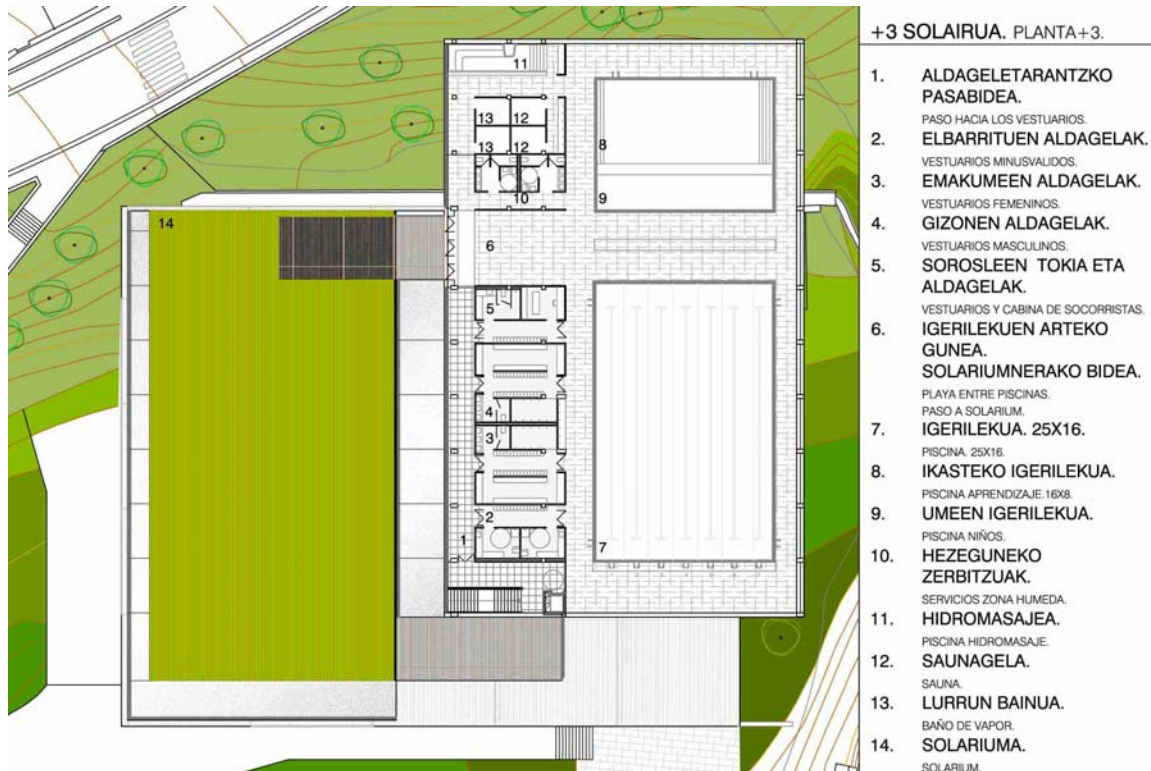 +3 SOLAIRUA. PLANTA+3.
1. ALDAGELETARANTZKO
PASABIDEA.
PASO HACIA LOS VESTUARIOS.
2. ELBARRITUEN ALDAGELAK.
VESTUARIOS MINUSVALIDOS.
3. EMAKUMEEN ALDAGELAK.
VESTUARIOS FEMENINOS.
4. GIZONEN ALDAGELAK.
VESTUARIOS MASCULINOS.
5. SOROSLEEN TOKIA ETA
ALDAGELAK.
VESTUARIOS Y CABINA DE SOCORRISTAS.
6. IGERILEKUEN ARTEKO
GUNEA.
SOLARIUMNERAKO BIDEA.
PLAYA ENTRE PISCINAS.
PASO A SOLARIUM.
7. IGERILEKUA. 25X16.
PISCINA. 25X16.
8. IKASTEKO IGERILEKUA.
PISCINA APRENDIZAJE.16X8.
9. UMEEN IGERILEKUA.
PISCINA NIÑOS.
10. HEZEGUNEKO
ZERBITZUAK.
SERVICIOS ZONA HUMEDA.
11. HIDROMASAJEA.
PISCINA HIDROMASAJE.
12. SAUNAGELA.
SAUNA.
13. LURRUN BAINUA.
BAÑO DE VAPOR.
14. SOLARIUMA.
SOLARIUM.
11
13 12
13 12
8
10
9
14
6
5
4
3
2
1
7